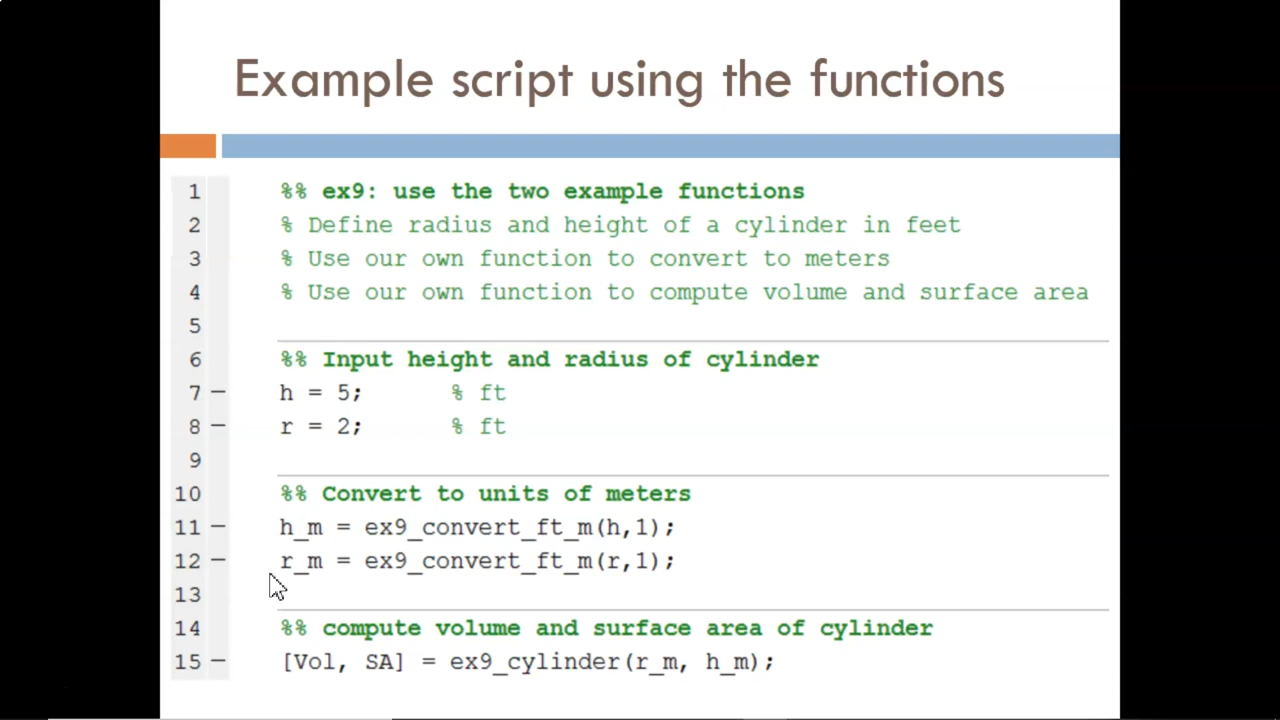 Example script using the functions
1 %% ex9: use the two example functions
2 % Define radius and height of a cylinder in feet
3 % Use our own function to convert to meters
4 % Use our own function to compute volume and surface area
5
6 %% Input height and radius of cylinder
7 – h = 5; % ft
8 – r = 2; % ft
9
10 %% Convert to units of meters
11 – h_m = ex9_convert_ft_m(h,1);
12 – r_m = ex9_convert_ft_m(r,1);
13
14 %% compute volume and surface area of cylinder
15 – [Vol, SA] = ex9_cylinder(r_m, h_m);